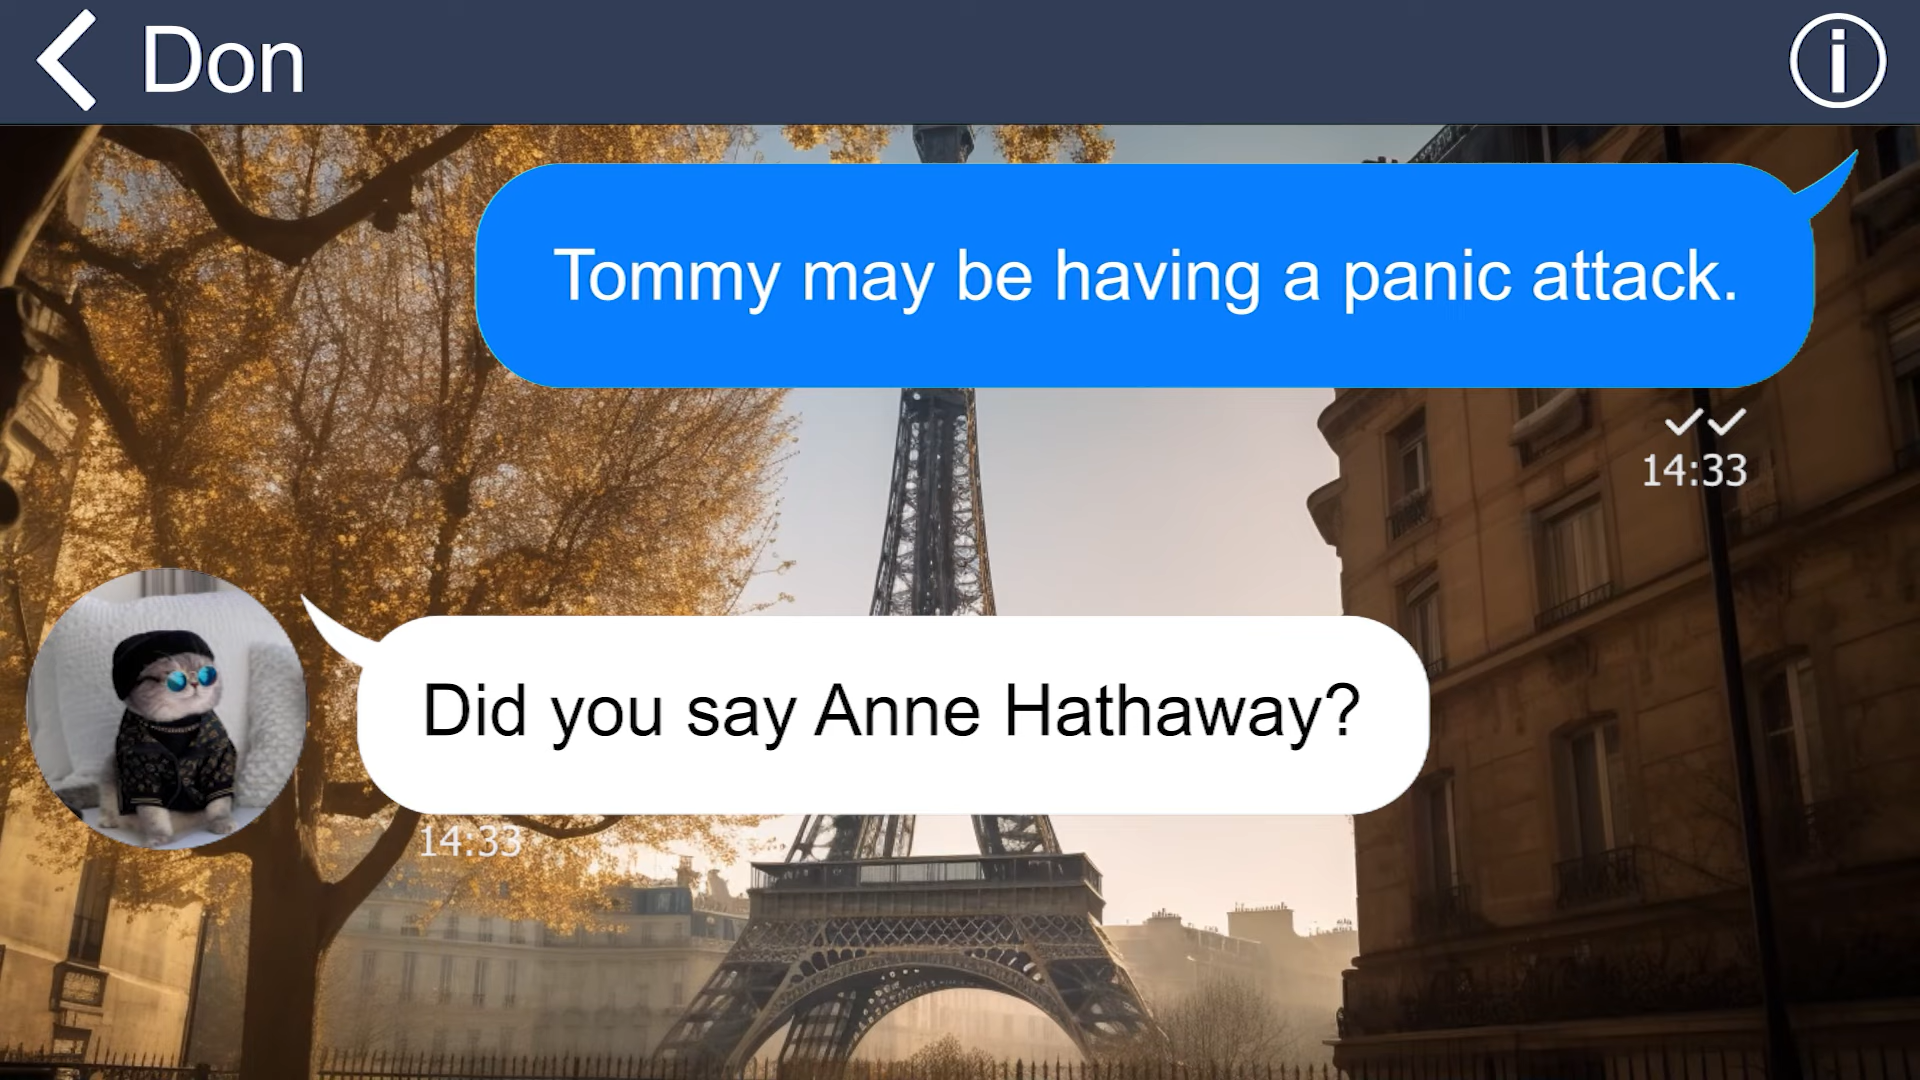 Don
Tommy may be having a panic attack.
14:33
Did you say Anne Hathaway?
14:33